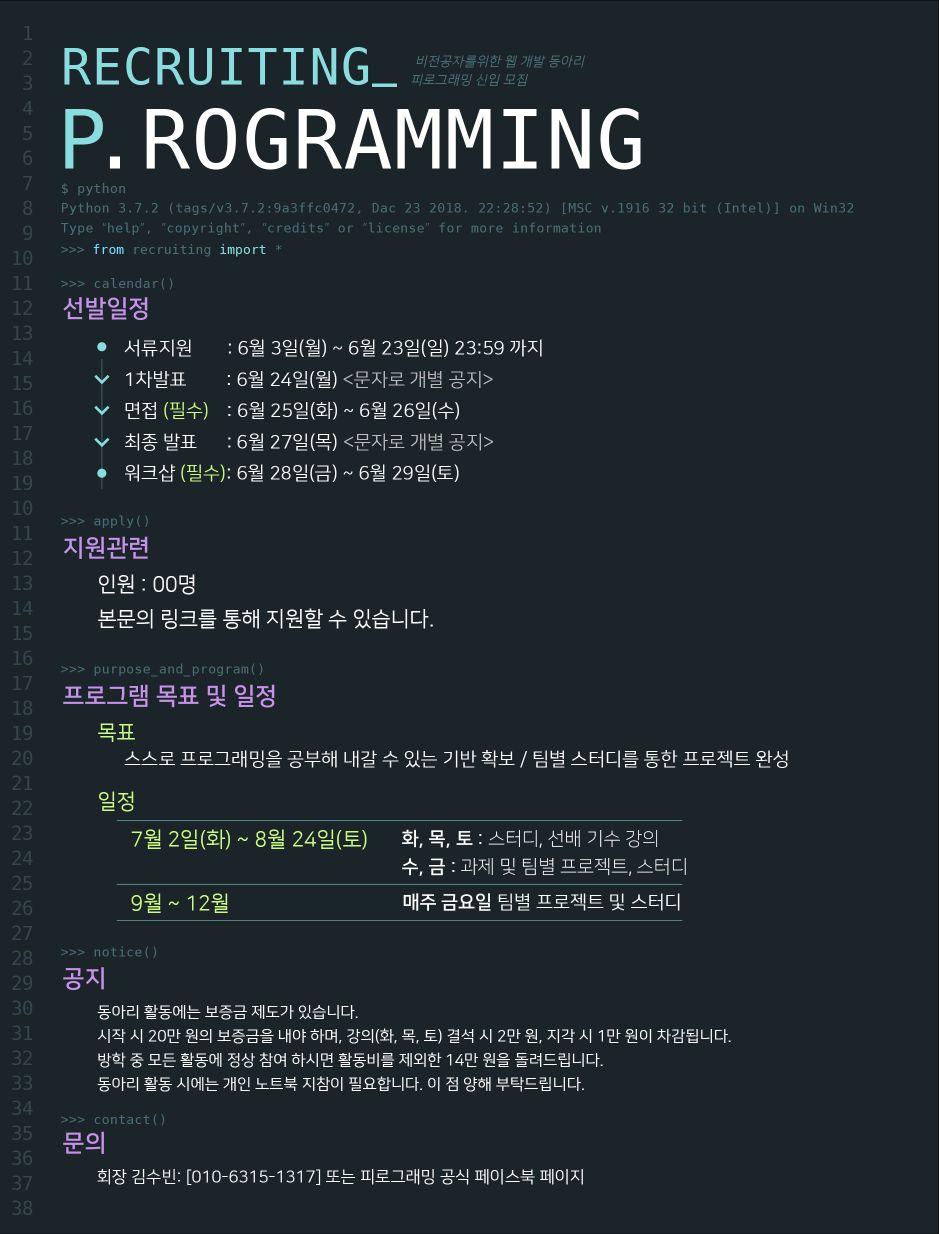 RECRUITING_
비전공자를위한 웹 개발 동아리
피로그래밍 신입 모집
P.ROGRAMMING
$ python
Python 3.7.2 (tags/v3.7.2:9a3ffc0472, Dac 23 2018. 22:28:52) [MSC v.1916 32 bit (Intel)] on Win32
Type "help", "copyright", "credits" or "license" for more information
>>> from recruiting import *
>>> calendar()
선발일정
서류지원 : 6월 3일(월) ~ 6월 23일(일) 23:59 까지
1차발표 : 6월 24일(월) <문자로 개별 공지>
면접 (필수) : 6월 25일(화) ~ 6월 26일(수)
최종 발표 : 6월 27일(목) <문자로 개별 공지>
워크샵 (필수): 6월 28일(금) ~ 6월 29일(토)
>>> apply()
지원관련
인원 : 00명
본문의 링크를 통해 지원할 수 있습니다.
>>> purpose_and_program()
프로그램 목표 및 일정
목표
스스로 프로그래밍을 공부해 내갈 수 있는 기반 확보 / 팀별 스터디를 통한 프로젝트 완성
일정
7월 2일(화) ~ 8월 24일(토) 화, 목, 토 : 스터디, 선배 기수 강의
수, 금 : 과제 및 팀별 프로젝트, 스터디
9월 ~ 12월 매주 금요일 팀별 프로젝트 및 스터디
>>> notice()
공지
동아리 활동에는 보증금 제도가 있습니다.
시작 시 20만 원의 보증금을 내야 하며, 강의(화, 목, 토) 결석 시 2만 원, 지각 시 1만 원이 차감됩니다.
방학 중 모든 활동에 정상 참여 하시면 활동비를 제외한 14만 원을 돌려드립니다.
동아리 활동 시에는 개인 노트북 지참이 필요합니다. 이 점 양해 부탁드립니다.
>>> contact()
문의
회장 김수빈: [010-6315-1317] 또는 피로그래밍 공식 페이스북 페이지
1
2
3
4
5
6
7
8
9
10
11
12
13
14
15
16
17
18
19
10
11
12
13
14
15
16
17
18
19
20
21
22
23
24
25
26
27
28
29
30
31
32
33
34
35
36
37
38